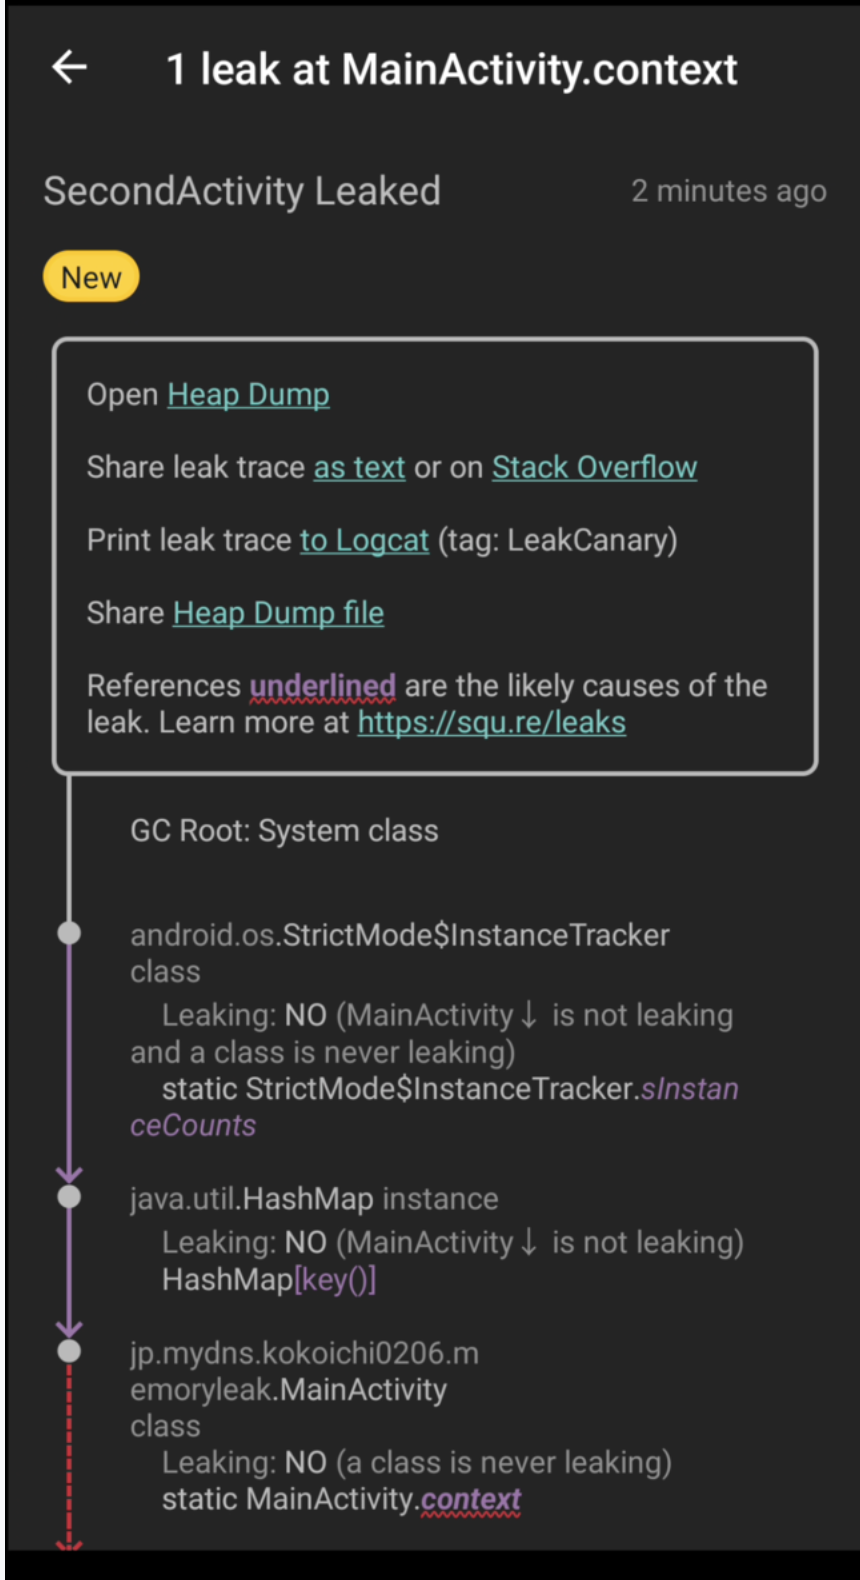 1 leak at MainActivity.context
SecondActivity Leaked 2 minutes ago
New
Open Heap Dump
Share leak trace as text or on Stack Overflow
Print leak trace to Logcat (tag: LeakCanary)
Share Heap Dump file
References underlined are the likely causes of the
leak. Learn more at https://squ.re/leaks
GC Root: System class
android.os.StrictMode$InstanceTracker
class
Leaking: NO (MainActivity↓ is not leaking
and a class is never leaking)
static StrictMode$InstanceTracker.sInstan
ceCounts
java.util.HashMap instance
Leaking: NO (MainActivity↓ is not leaking)
HashMap[key()]
jp.mydns.kokoichi0206.m
emoryleak.MainActivity
class
Leaking: NO (a class is never leaking)
static MainActivity.context